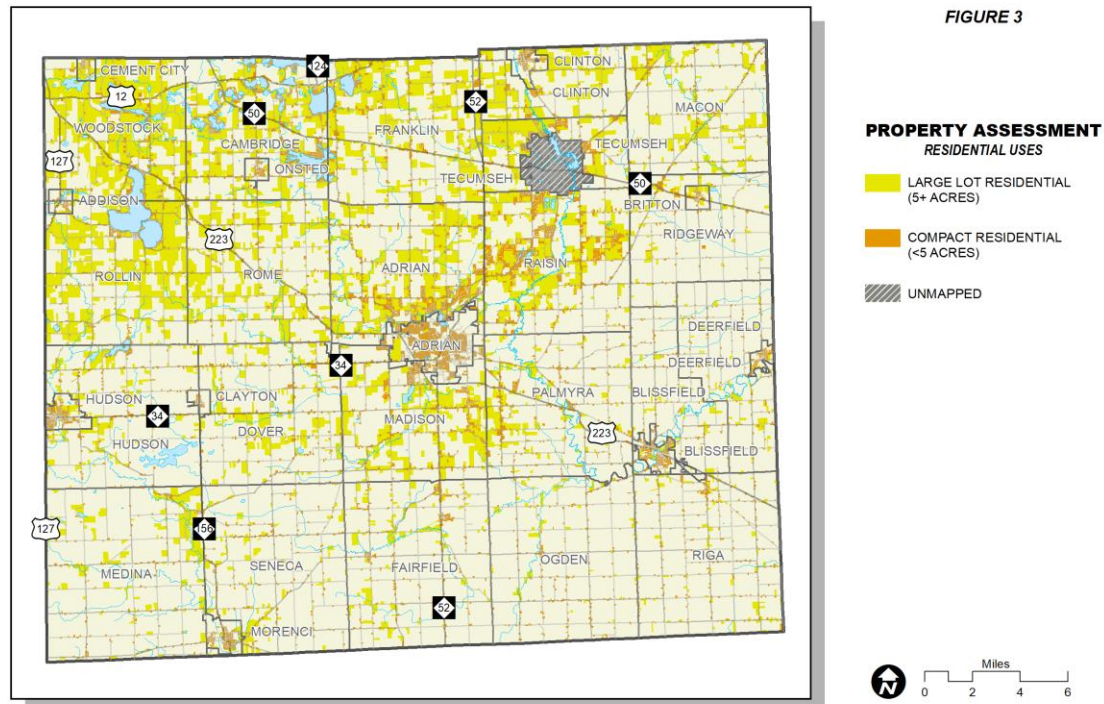 FIGURE 3
PROPERTY ASSESSMENT
RESIDENTIAL USES
LARGE LOT RESIDENTIAL
(5+ ACRES)
COMPACT RESIDENTIAL
(<5 ACRES)
UNMAPPED
CEMENT CITY
124
CLINTON
12
52
CLINTON
50
MACON
WOODSTOCK
FRANKLIN
CAMBRIDGE
TECUMSEH
127
ONSTED
TECUMSEH
50
ADDISON
BRITTON
223
RIDGEWAY
ROLLIN
ROME
ADRIAN
RAISIN
DEERFIELD
ADRIAN
DEERFIELD
34
HUDSON
CLAYTON
PALMYRA
BLISSFIELD
34
DOVER
MADISON
223
HUDSON
BLISSFIELD
127
156
MEDINA
SENECA
FAIRFIELD
OGDEN
RIGA
52
MORENCI
N
Miles
0 2 4 6